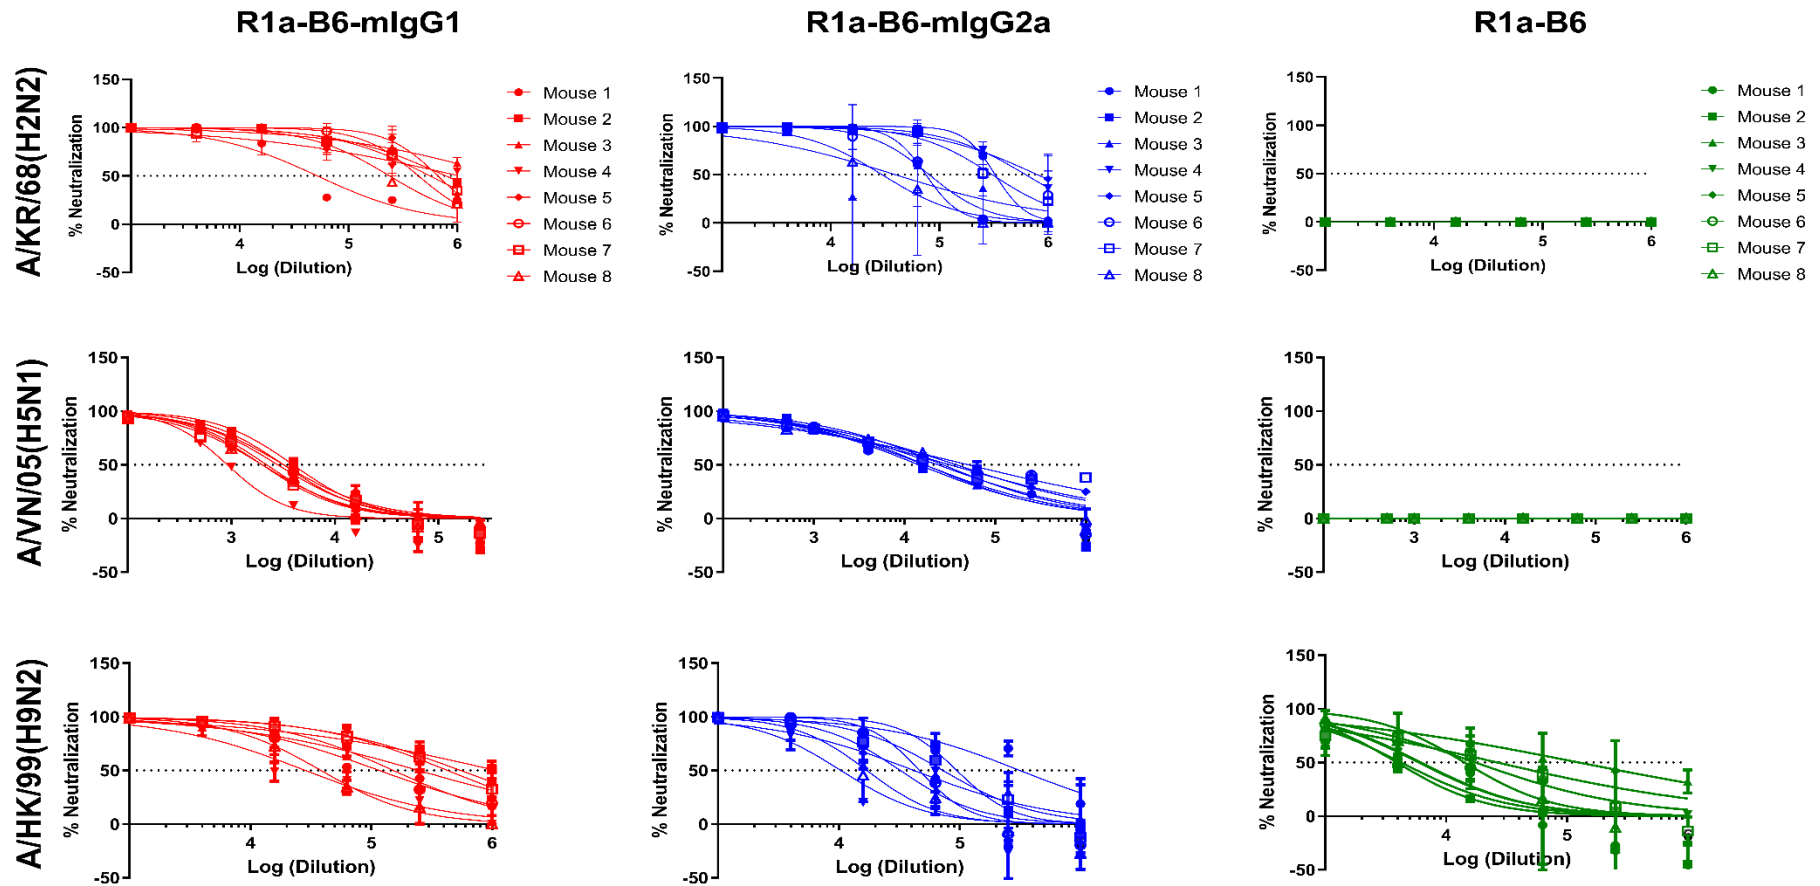 R1a-B6-mIgG1
R1a-B6-mIgG2a
R1a-B6
A/KR/68(H2N2)
% Neutralization
150
100
50
0
-50
4
5
6
Log (Dilution)
Mouse 1
Mouse 2
Mouse 3
Mouse 4
Mouse 5
Mouse 6
Mouse 7
Mouse 8
% Neutralization
150
100
50
0
-50
4
5
6
Log (Dilution)
Mouse 1
Mouse 2
Mouse 3
Mouse 4
Mouse 5
Mouse 6
Mouse 7
Mouse 8
% Neutralization
150
100
50
0
-50
4
5
6
Log (Dilution)
Mouse 1
Mouse 2
Mouse 3
Mouse 4
Mouse 5
Mouse 6
Mouse 7
Mouse 8
A/VN/05(H5N1)
% Neutralization
150
100
50
0
-50
3
4
5
Log (Dilution)
% Neutralization
150
100
50
0
-50
3
4
5
Log (Dilution)
% Neutralization
150
100
50
0
-50
3
4
5
6
Log (Dilution)
A/HK/99(H9N2)
% Neutralization
150
100
50
0
-50
4
5
6
Log (Dilution)
% Neutralization
150
100
50
0
-50
4
5
6
Log (Dilution)
% Neutralization
150
100
50
0
-50
4
5
6
Log (Dilution)